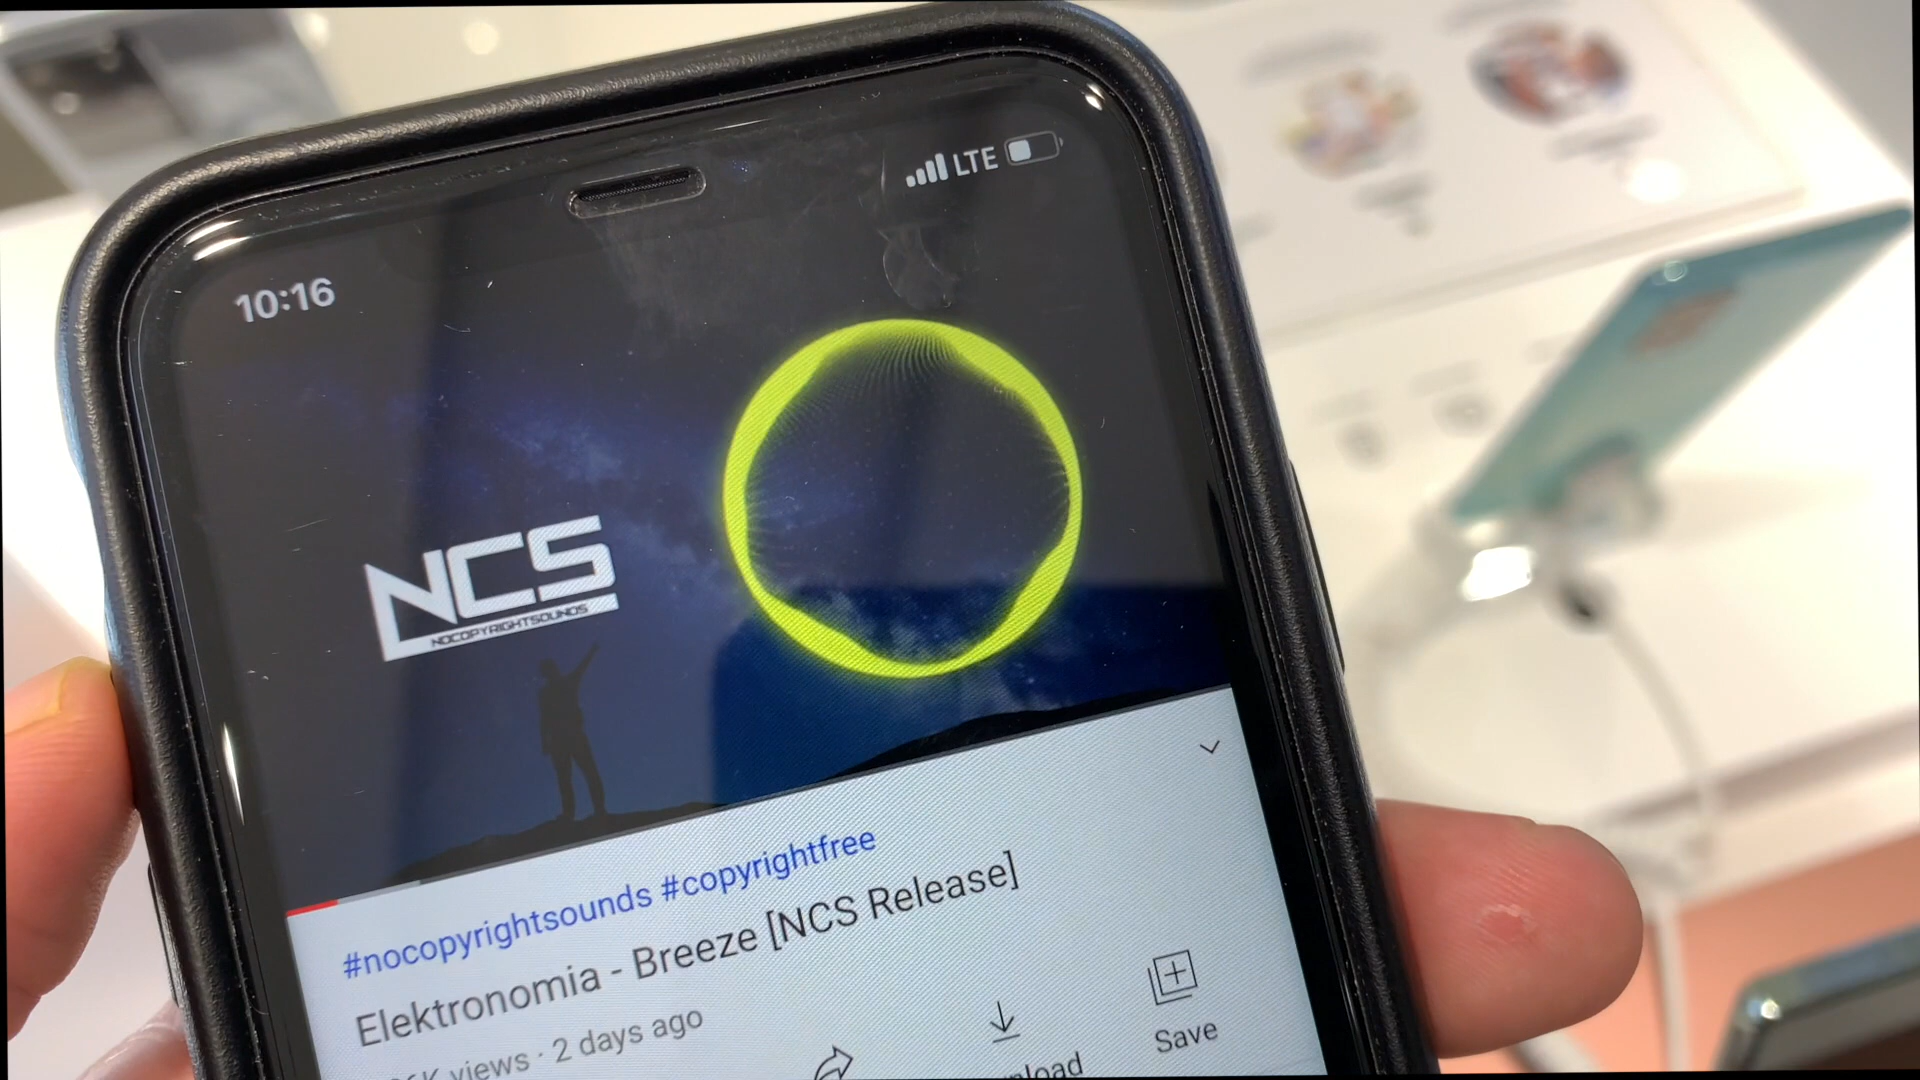 LTE
10:16
NCS
NOCOPYRIGHTSOUNDS
#nocopyrightsounds #copyrightfree
Elektronomia - Breeze [NCS Release]
views · 2 days ago
Save